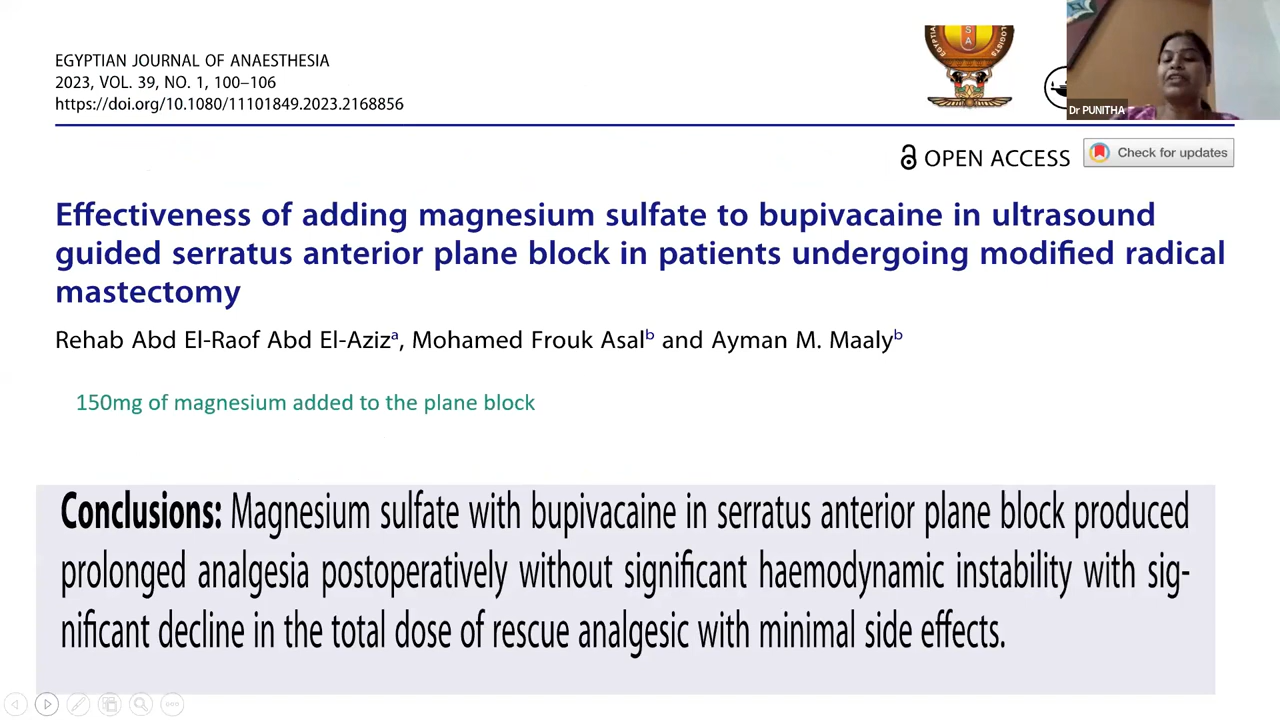 EGYPTIAN JOURNAL OF ANAESTHESIA
2023, VOL. 39, NO. 1, 100–106
https://doi.org/10.1080/11101849.2023.2168856
Dr PUNITHA
OPEN ACCESS
Check for updates
Effectiveness of adding magnesium sulfate to bupivacaine in ultrasound
guided serratus anterior plane block in patients undergoing modified radical
mastectomy
Rehab Abd El-Raof Abd El-Azizᵃ, Mohamed Frouk Asalᵇ and Ayman M. Maalyᵇ
150mg of magnesium added to the plane block
Conclusions: Magnesium sulfate with bupivacaine in serratus anterior plane block produced
prolonged analgesia postoperatively without significant haemodynamic instability with sig-
nificant decline in the total dose of rescue analgesic with minimal side effects.